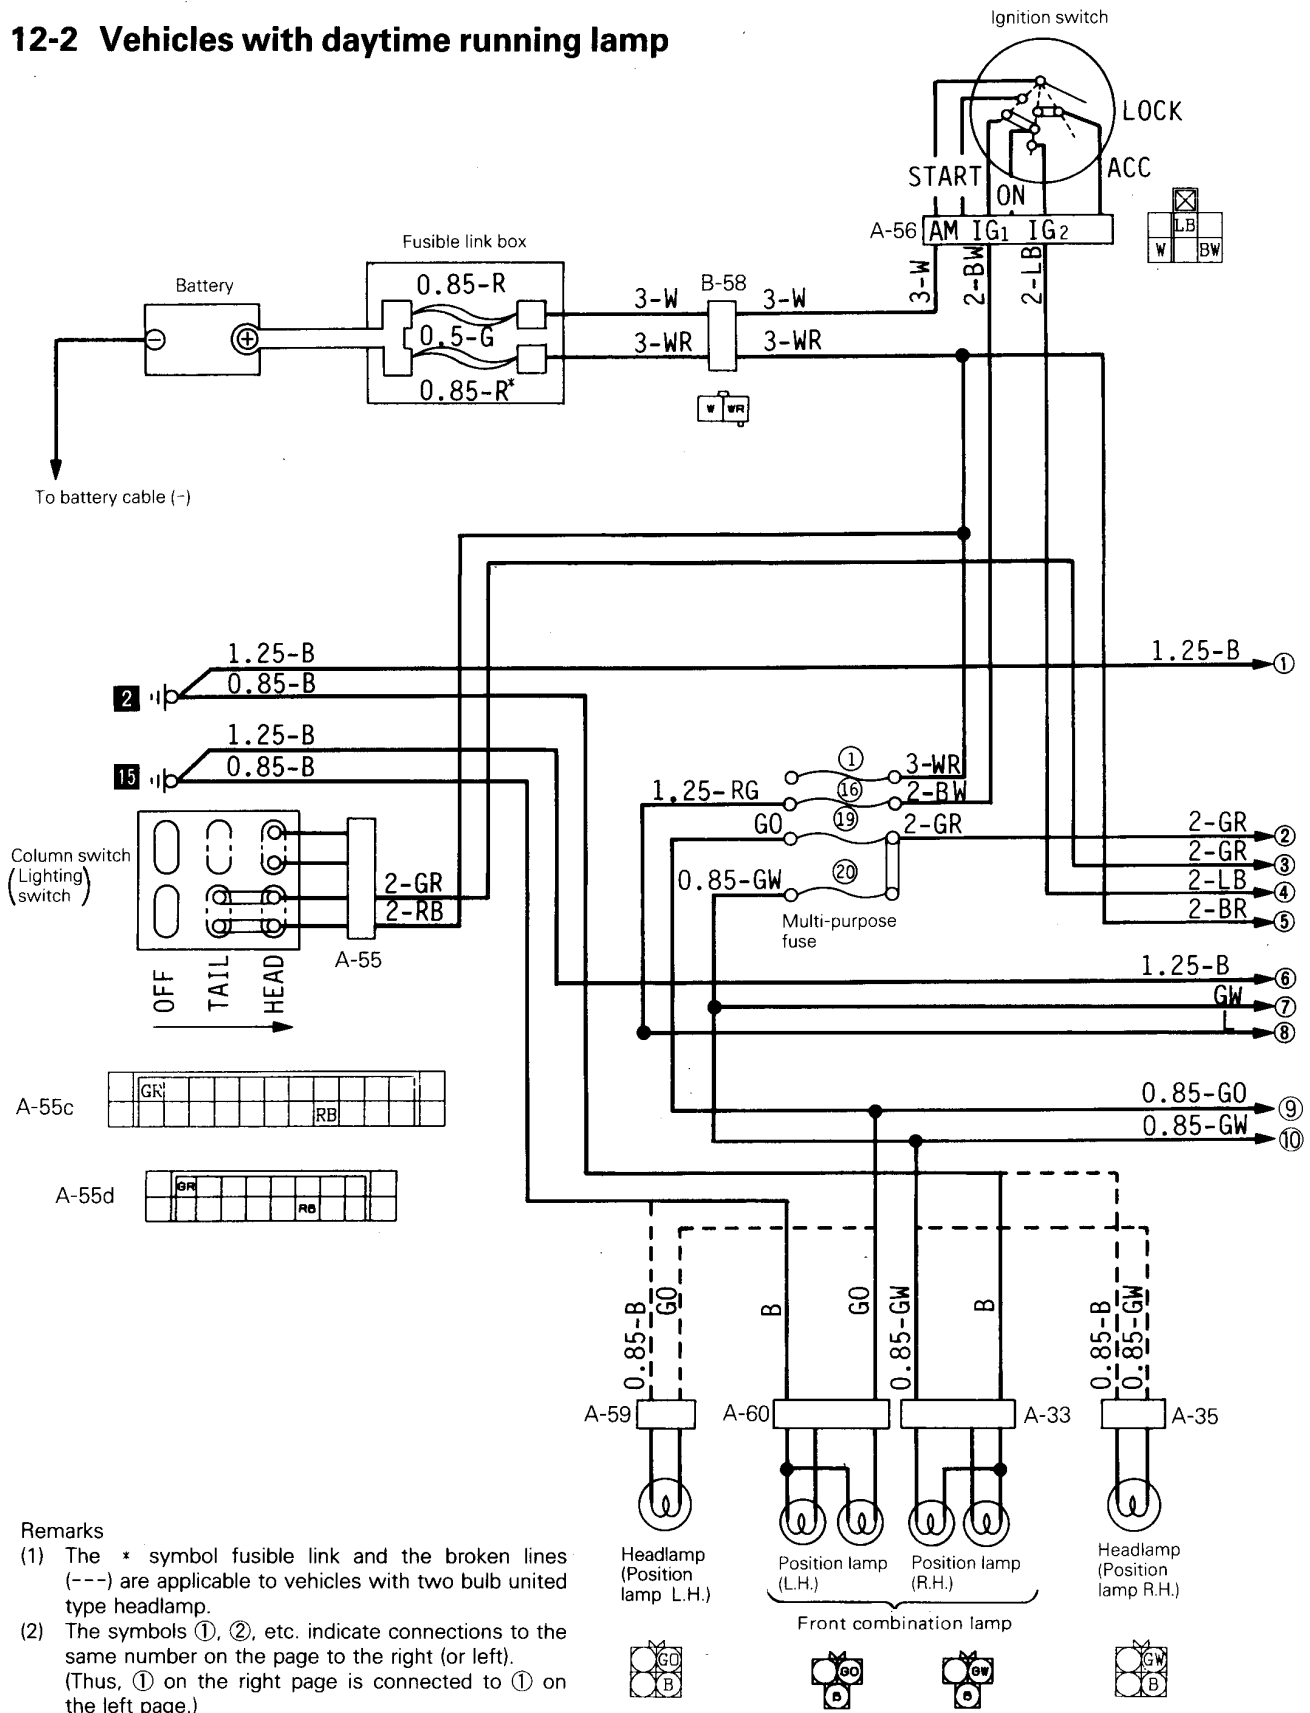 12-2 Vehicles with daytime running lamp
Ignition switch
LOCK
ACC
START
ON
A-56
AM IG1 IG2
LB
W BW
3-W
2-BW
2-LB
Fusible link box
Battery
0.85-R
0.5-G
0.85-R*
B-58
3-W 3-W
3-WR 3-WR
W WR
To battery cable (-)
1.25-B 1.25-B ①
2
0.85-B
1.25-B
15
0.85-B
① 3-WR
1.25-RG ⑯ 2-BW
GO ⑲ 2-GR
0.85-GW ⑳
Multi-purpose
fuse
2-GR ②
2-GR ③
2-LB ④
2-BR ⑤
1.25-B ⑥
GW ⑦
L ⑧
0.85-GO ⑨
0.85-GW ⑩
Column switch
(Lighting
switch)
2-GR
2-RB
A-55
OFF
TAIL
HEAD
A-55c
GR
RB
A-55d
GR
RB
0.85-B
GO
B
GO
0.85-GW
B
0.85-B
0.85-GW
A-59
A-60
A-33
A-35
Headlamp
(Position
lamp L.H.)
Position lamp
(L.H.)
Position lamp
(R.H.)
Headlamp
(Position
lamp R.H.)
Front combination lamp
GO
B
GO
B
GW
B
GW
B
Remarks
(1) The * symbol fusible link and the broken lines
(---) are applicable to vehicles with two bulb united
type headlamp.
(2) The symbols ①, ②, etc. indicate connections to the
same number on the page to the right (or left).
(Thus, ① on the right page is connected to ① on
the left page.)